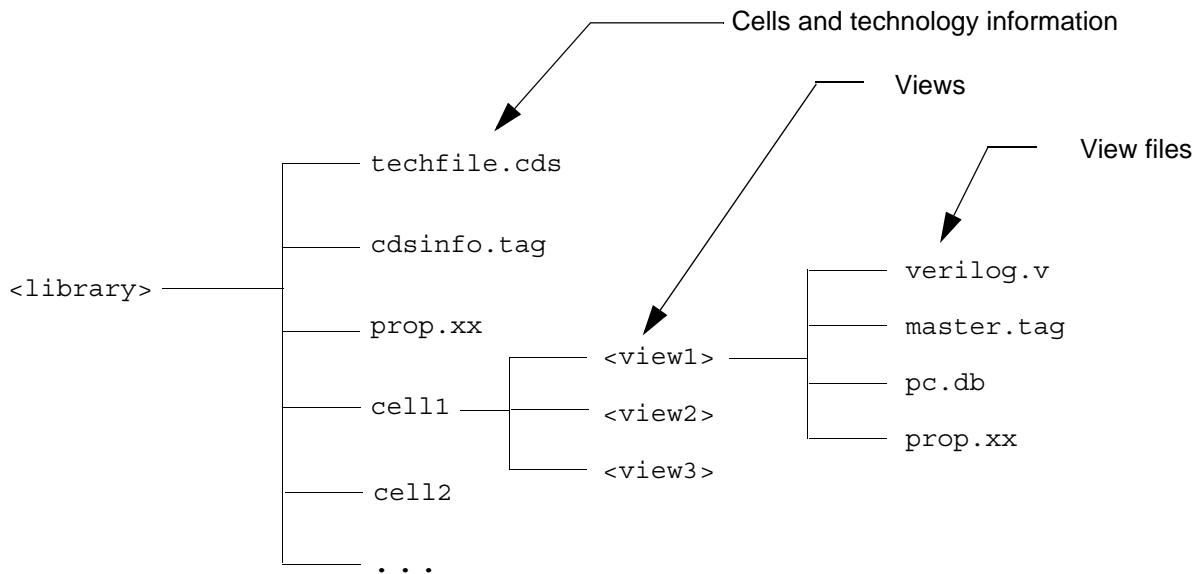 Cells and technology information
Views
View files
techfile.cds
cdsinfo.tag
<library>
prop.xx
cell1
cell2
...
<view1>
<view2>
<view3>
verilog.v
master.tag
pc.db
prop.xx